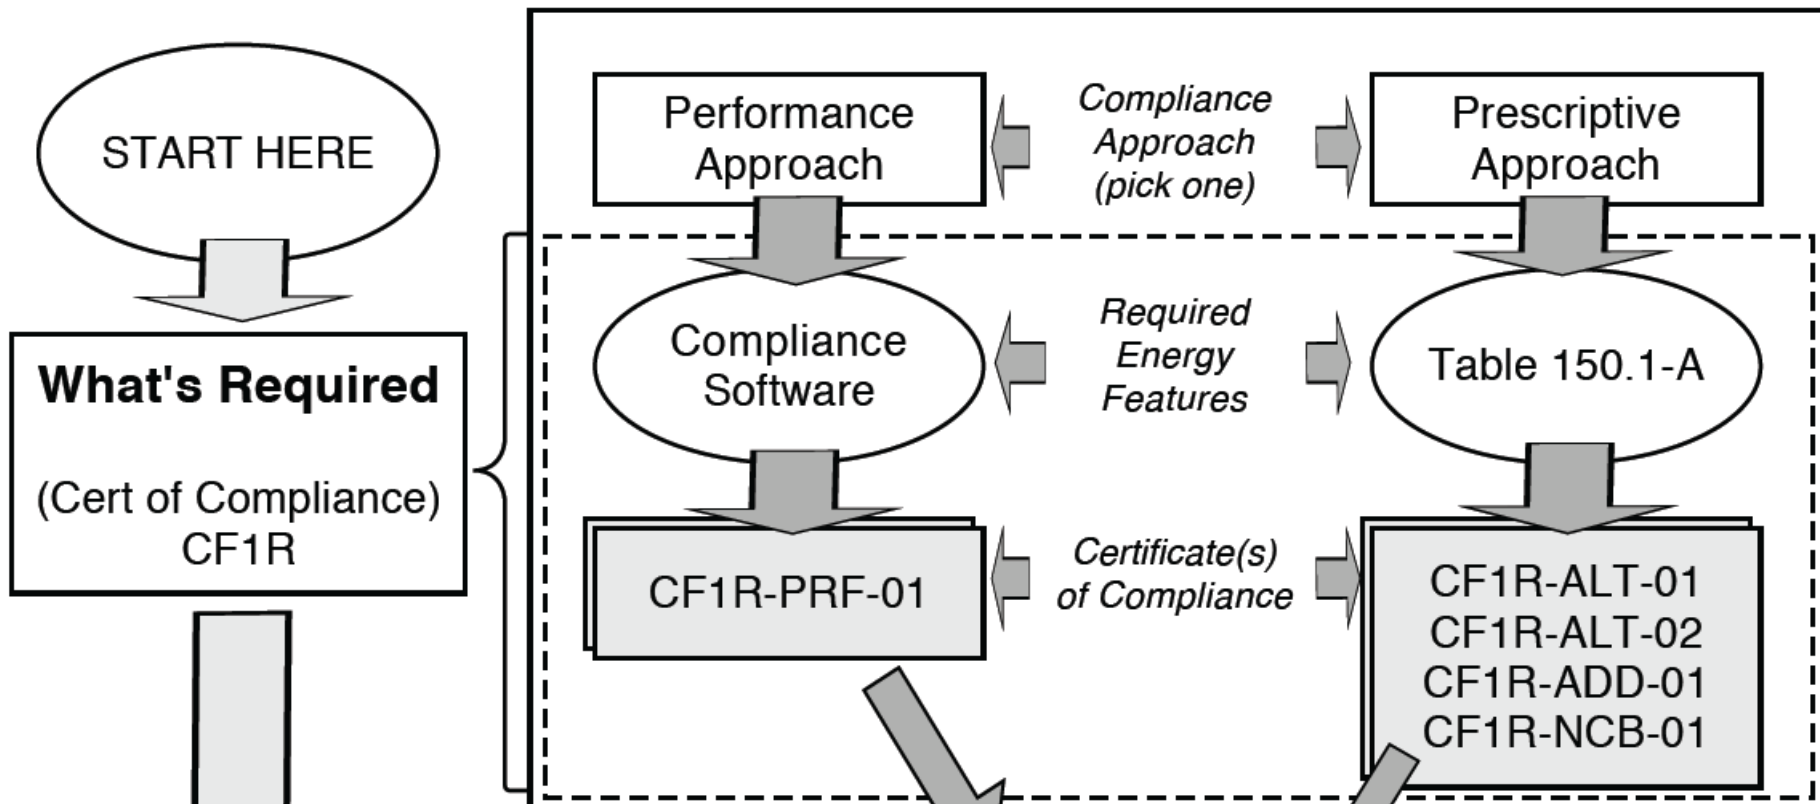 START HERE
What's Required
(Cert of Compliance)
CF1R
Performance
Approach
Compliance
Approach
(pick one)
Prescriptive
Approach
Compliance
Software
Required
Energy
Features
Table 150.1-A
CF1R-PRF-01
Certificate(s)
of Compliance
CF1R-ALT-01
CF1R-ALT-02
CF1R-ADD-01
CF1R-NCB-01